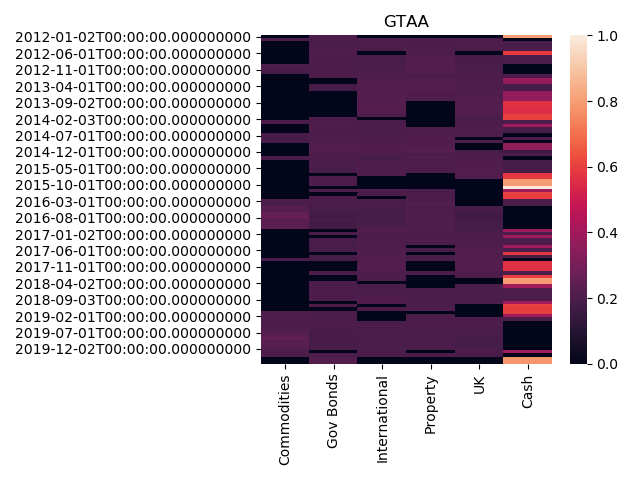 GTAA
2012-01-02T00:00:00.000000000
2012-06-01T00:00:00.000000000
2012-11-01T00:00:00.000000000
2013-04-01T00:00:00.000000000
2013-09-02T00:00:00.000000000
2014-02-03T00:00:00.000000000
2014-07-01T00:00:00.000000000
2014-12-01T00:00:00.000000000
2015-05-01T00:00:00.000000000
2015-10-01T00:00:00.000000000
2016-03-01T00:00:00.000000000
2016-08-01T00:00:00.000000000
2017-01-02T00:00:00.000000000
2017-06-01T00:00:00.000000000
2017-11-01T00:00:00.000000000
2018-04-02T00:00:00.000000000
2018-09-03T00:00:00.000000000
2019-02-01T00:00:00.000000000
2019-07-01T00:00:00.000000000
2019-12-02T00:00:00.000000000
Commodities
Gov Bonds
International
Property
UK
Cash
1.0
0.8
0.6
0.4
0.2
0.0